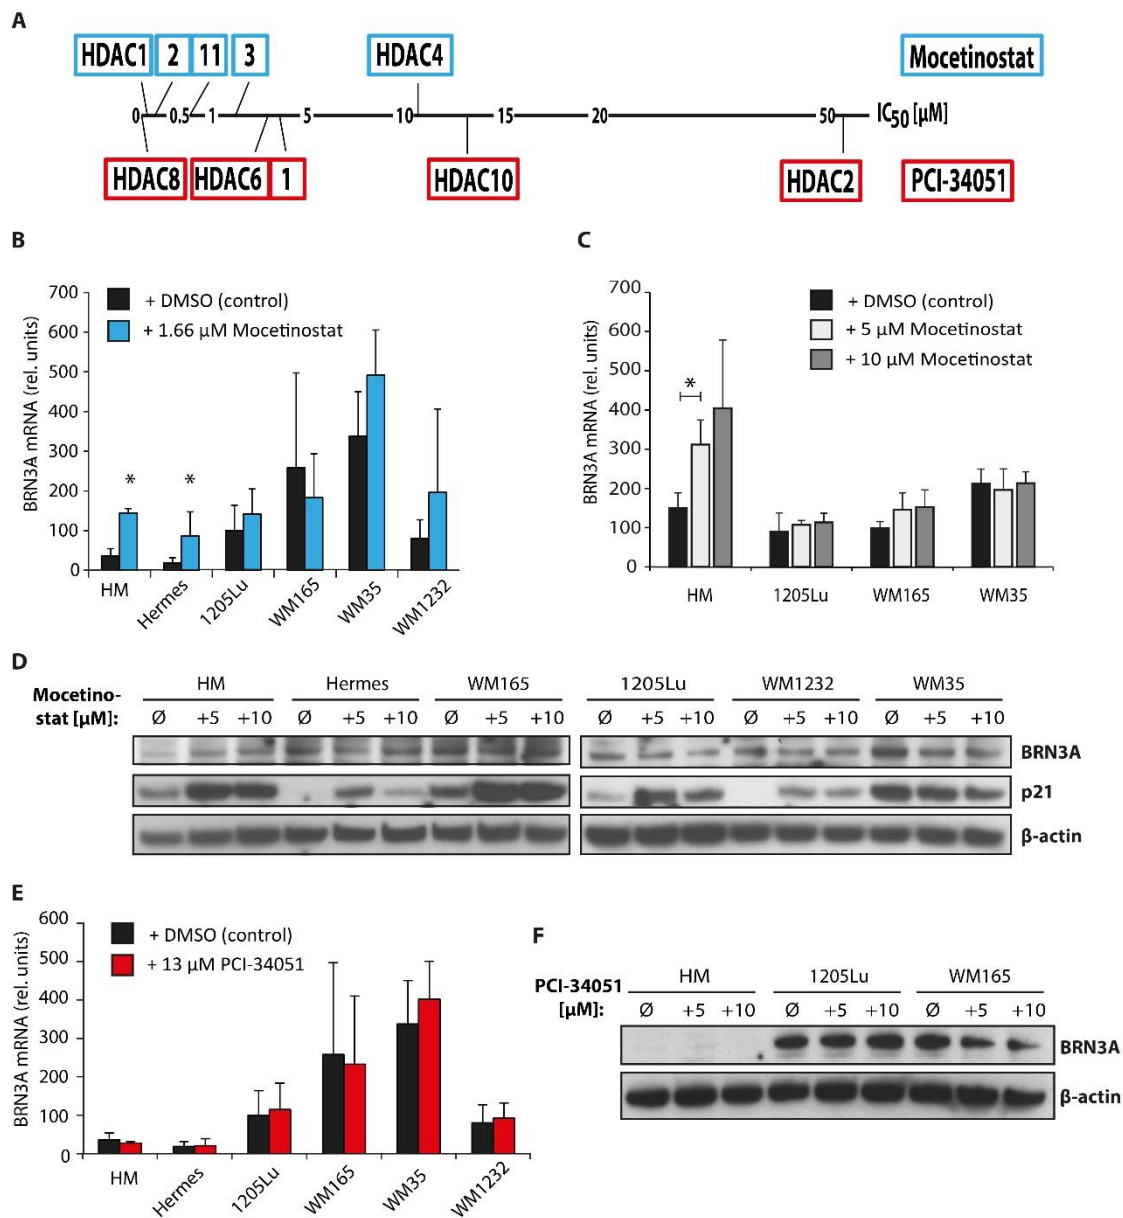 A
HDAC1 2 11 3 HDAC4 Mocetinostat
0 0.5 1 5 10 15 20 50 IC50 [µM]
HDAC8 HDAC6 1 HDAC10 HDAC2 PCI-34051
B
BRN3A mRNA (rel. units)
700
600
500
400
300
200
100
0
+ DMSO (control)
+ 1.66 µM Mocetinostat
* *
HM Hermes 1205Lu WM165 WM35 WM1232
C
BRN3A mRNA (rel. units)
700
600
500
400
300
200
100
0
+ DMSO (control)
+ 5 µM Mocetinostat
+ 10 µM Mocetinostat
*
HM 1205Lu WM165 WM35
D
HM Hermes WM165 1205Lu WM1232 WM35
Mocetino-
stat [µM]: Ø +5 +10 Ø +5 +10 Ø +5 +10 Ø +5 +10 Ø +5 +10 Ø +5 +10
BRN3A
p21
β-actin
E
BRN3A mRNA (rel. units)
600
500
400
300
200
100
0
+ DMSO (control)
+ 13 µM PCI-34051
HM Hermes 1205Lu WM165 WM35 WM1232
F
HM 1205Lu WM165
PCI-34051
[µM]: Ø +5 +10 Ø +5 +10 Ø +5 +10
BRN3A
β-actin